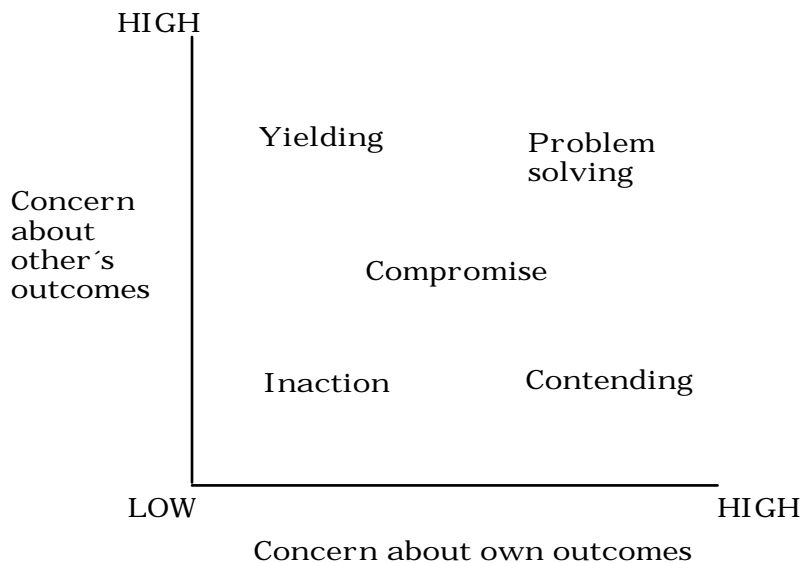 HIGH
Yielding
Problem
solving
Concern
about
other´s
outcomes
Compromise
Inaction
Contending
LOW
HIGH
Concern about own outcomes